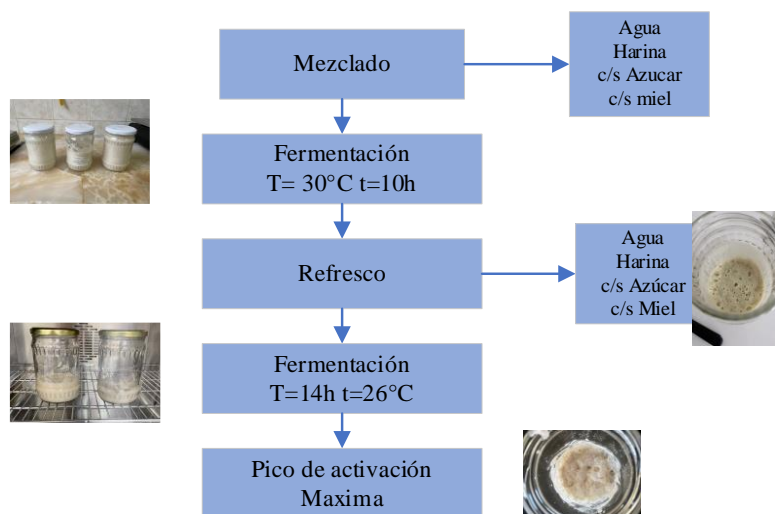 Mezclado
Agua
Harina
c/s Azucar
c/s miel
Fermentación
T= 30°C t=10h
Refresco
Agua
Harina
c/s Azúcar
c/s Miel
Fermentación
T=14h t=26°C
Pico de activación
Maxima